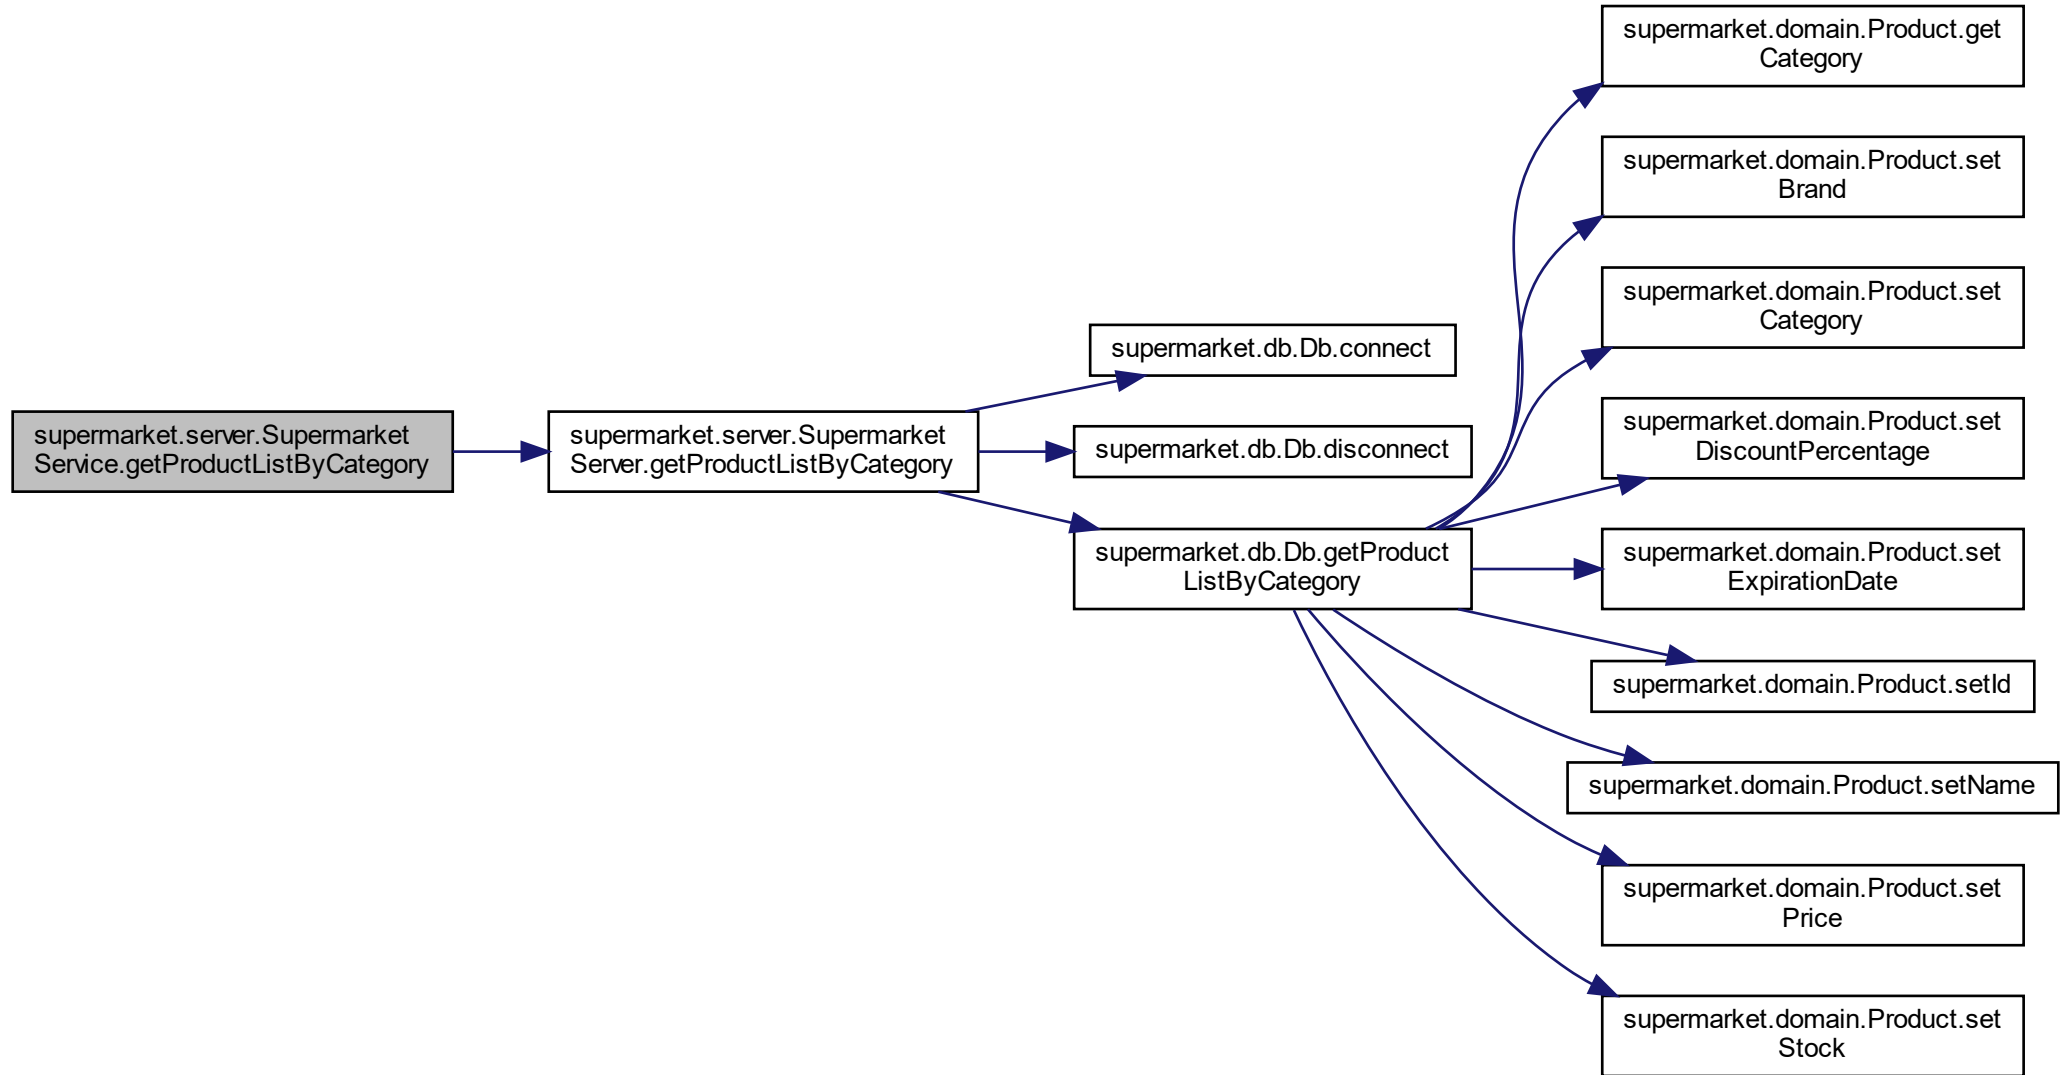 supermarket.server.Supermarket
Service.getProductListByCategory
supermarket.server.Supermarket
Server.getProductListByCategory
supermarket.db.Db.connect
supermarket.db.Db.disconnect
supermarket.db.Db.getProduct
ListByCategory
supermarket.domain.Product.get
Category
supermarket.domain.Product.set
Brand
supermarket.domain.Product.set
Category
supermarket.domain.Product.set
DiscountPercentage
supermarket.domain.Product.set
ExpirationDate
supermarket.domain.Product.setId
supermarket.domain.Product.setName
supermarket.domain.Product.set
Price
supermarket.domain.Product.set
Stock